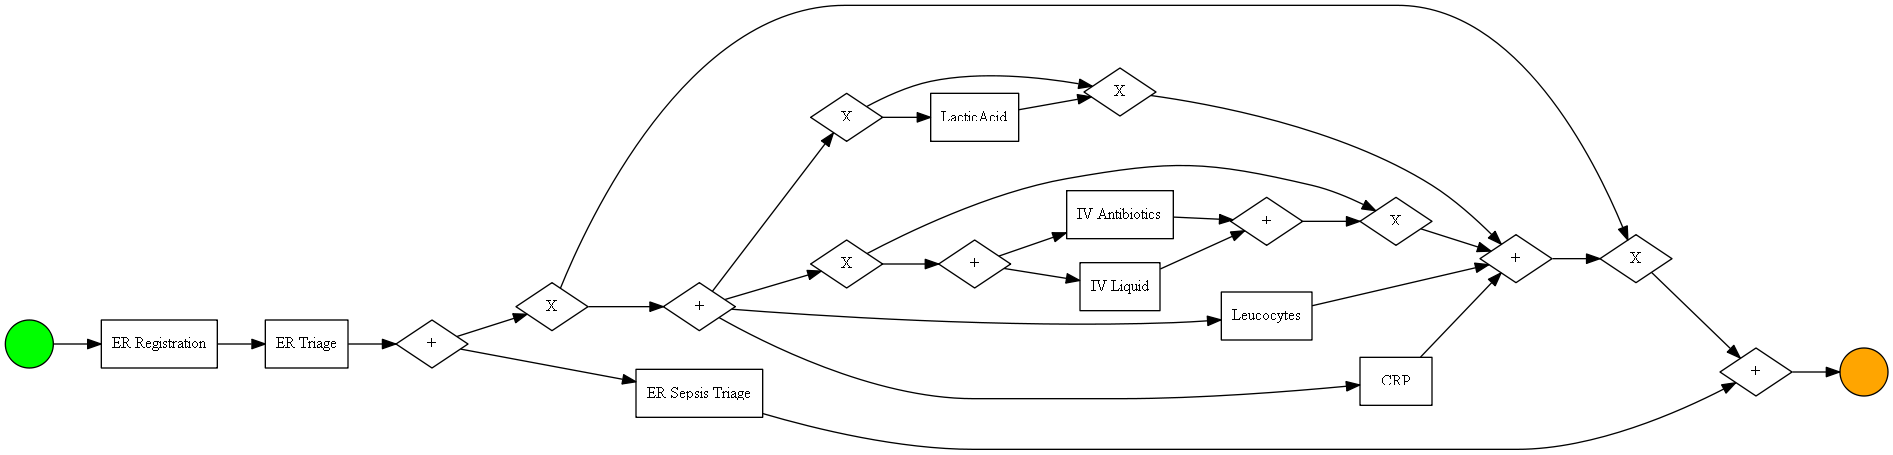 X
LacticAcid
X
IV Antibiotics
X
+
+
X
IV Liquid
+
X
X
+
Leucocytes
ER Registration
ER Triage
+
ER Sepsis Triage
CRP
+